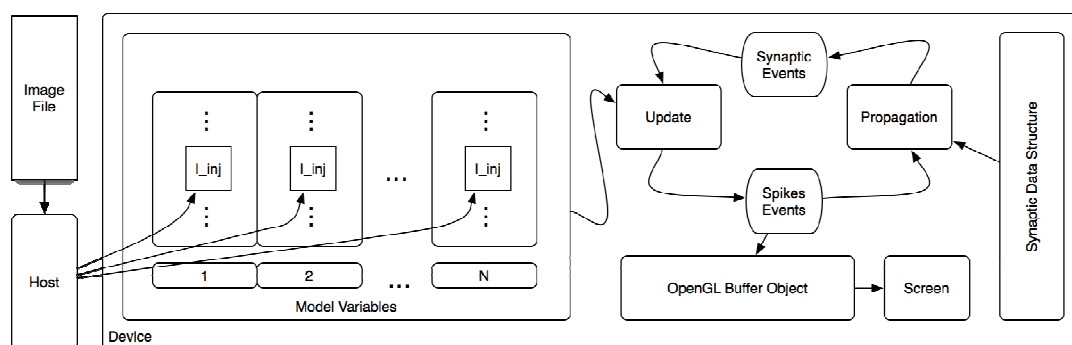 Image
File
Host
I_inj
I_inj
...
I_inj
1
2
...
N
Model Variables
Device
Synaptic
Events
Update
Propagation
Spikes
Events
OpenGL Buffer Object
Screen
Synaptic Data Structure